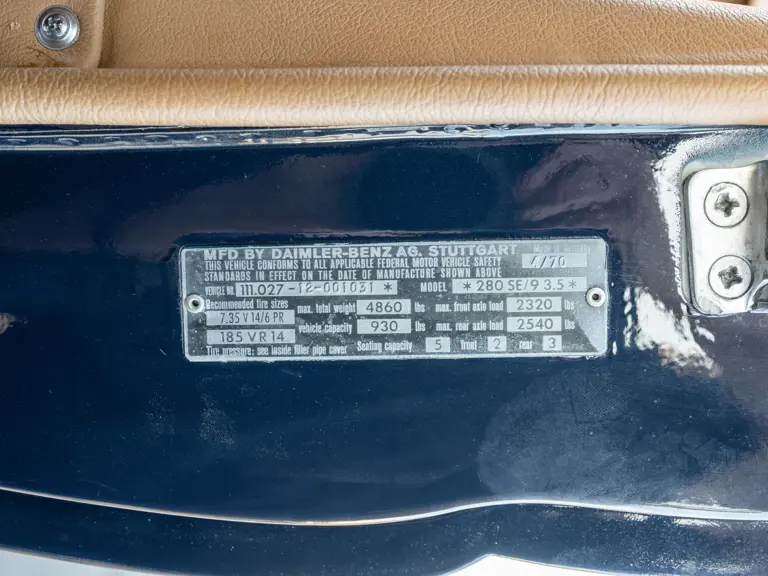 MFD BY DAIMLER-BENZ AG. STUTTGART Made in Germany
THIS VEHICLE CONFORMS TO ALL APPLICABLE FEDERAL MOTOR VEHICLE SAFETY 4/70
STANDARDS IN EFFECT ON THE DATE OF MANUFACTURE SHOWN ABOVE
VEHICLE NO. 111.027-12-001031 * MODEL * 280 SE/9 3.5 *
Recommended tire sizes max. total weight 4860 lbs max. front axle load 2320 lbs
7.35 V 14/6 PR vehicle capacity 930 lbs max. rear axle load 2540 lbs
185 VR 14
Tire pressure: see inside filler pipe cover Seating capacity 5 front 2 rear 3